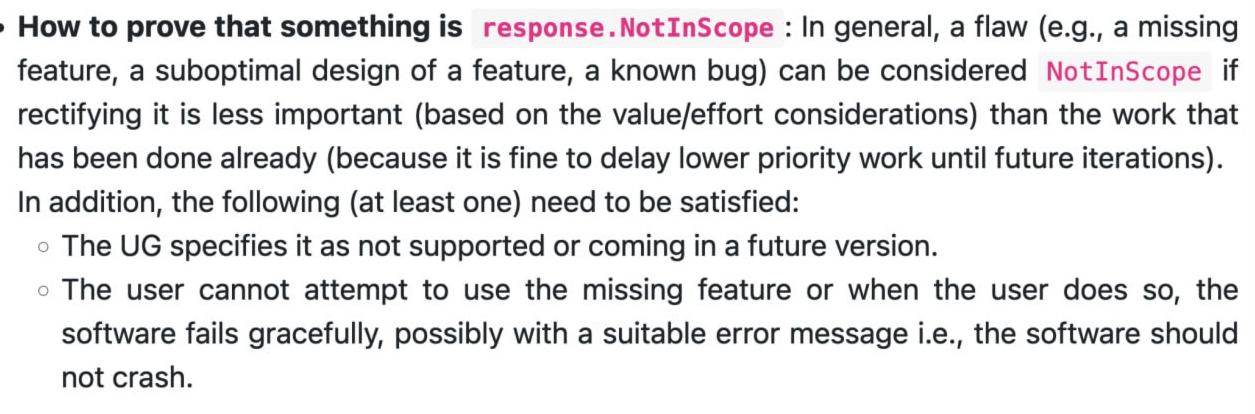 • How to prove that something is response.NotInScope : In general, a flaw (e.g., a missing
feature, a suboptimal design of a feature, a known bug) can be considered NotInScope if
rectifying it is less important (based on the value/effort considerations) than the work that
has been done already (because it is fine to delay lower priority work until future iterations).
In addition, the following (at least one) need to be satisfied:
○ The UG specifies it as not supported or coming in a future version.
○ The user cannot attempt to use the missing feature or when the user does so, the
software fails gracefully, possibly with a suitable error message i.e., the software should
not crash.